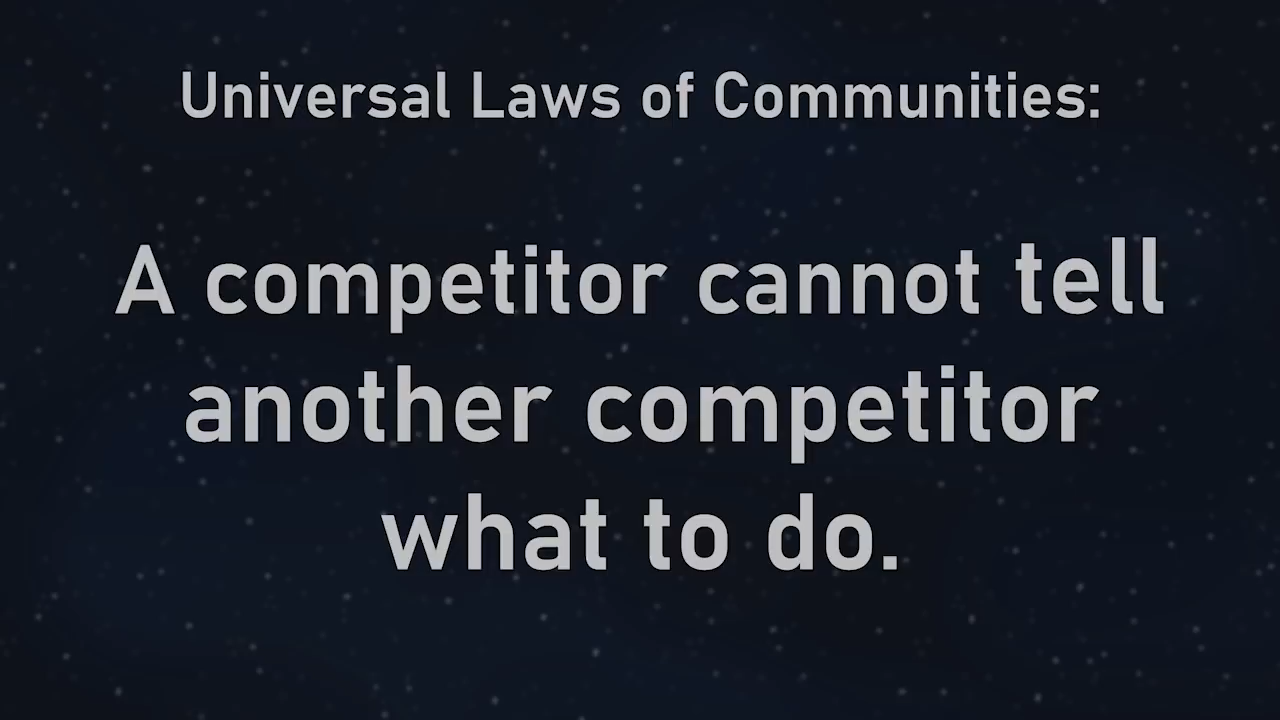 Universal Laws of Communities:
A competitor cannot tell
another competitor
what to do.